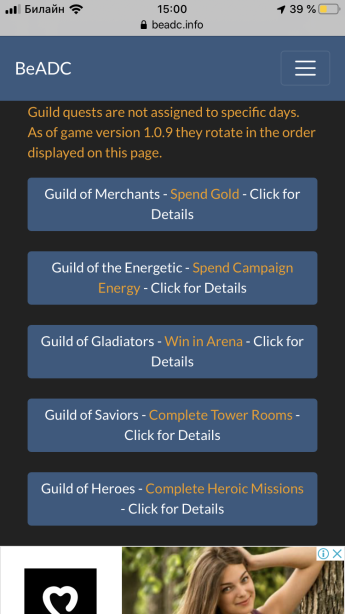 Билайн 15:00 39 %
beadc.info
BeADC
Guild quests are not assigned to specific days.
As of game version 1.0.9 they rotate in the order
displayed on this page.
Guild of Merchants - Spend Gold - Click for
Details
Guild of the Energetic - Spend Campaign
Energy - Click for Details
Guild of Gladiators - Win in Arena - Click for
Details
Guild of Saviors - Complete Tower Rooms -
Click for Details
Guild of Heroes - Complete Heroic Missions
- Click for Details